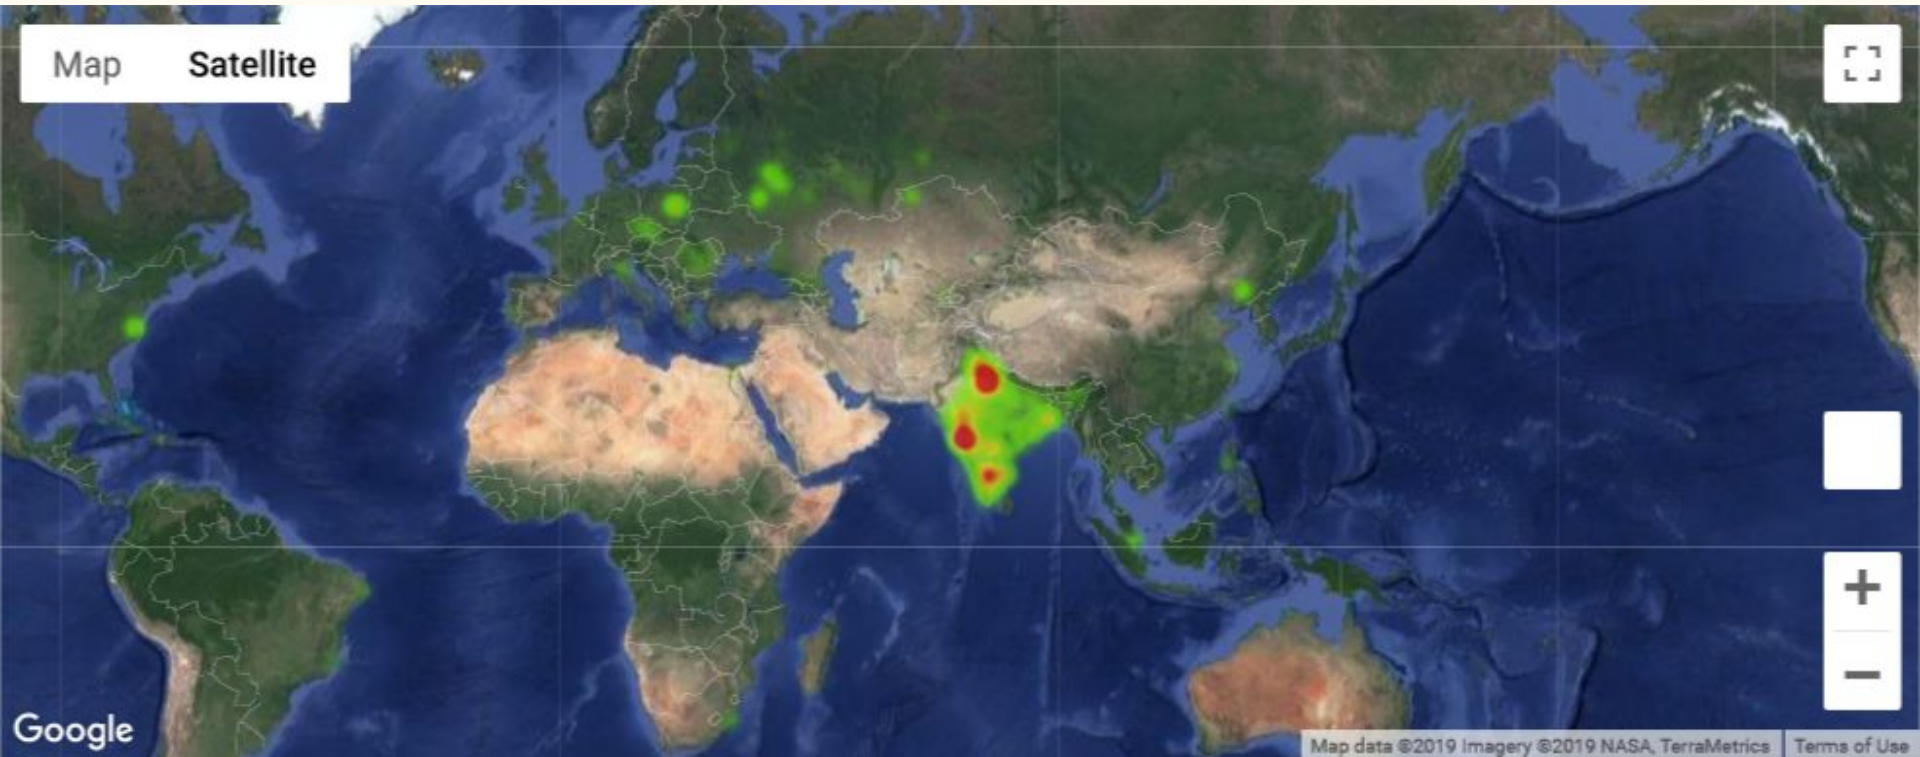 Map Satellite
Google
Map data ©2019 Imagery ©2019 NASA, TerraMetrics Terms of Use